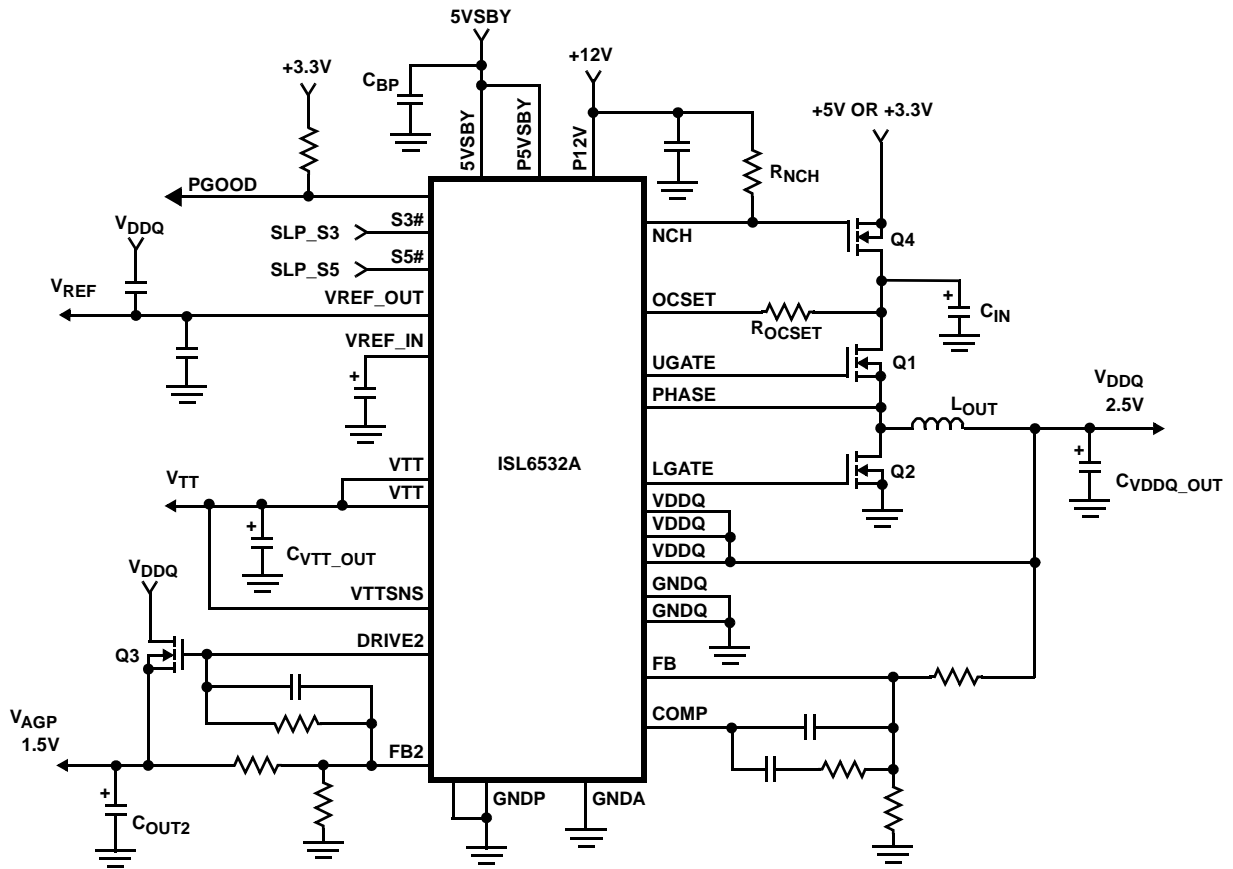 5VSBY
+12V
+3.3V
CBP
+5V OR +3.3V
5VSBY
P5VSBY
P12V
RNCH
PGOOD
VDDQ
SLP_S3
S3#
NCH
Q4
SLP_S5
S5#
VREF
VREF_OUT
OCSET
ROCSET
+
CIN
VREF_IN
+
UGATE
Q1
PHASE
LOUT
VDDQ
2.5V
ISL6532A
VTT
VTT
VTT
LGATE
Q2
+
CVDDQ_OUT
VDDQ
VDDQ
VDDQ
+
CVTT_OUT
VDDQ
VTTSNS
GNDQ
GNDQ
Q3
DRIVE2
FB
VAGP
1.5V
COMP
FB2
+
COUT2
GNDP
GNDA